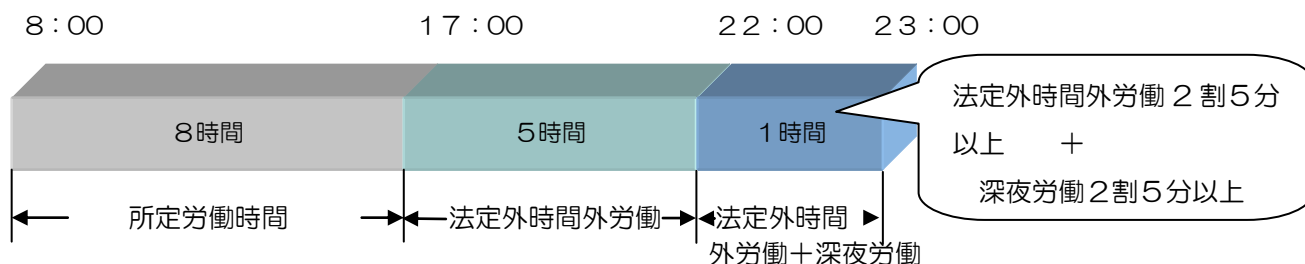 ８：００　１７：００　２２：００　２３：００
８時間　５時間　１時間
法定外時間外労働２割５分
以上　＋
深夜労働２割５分以上
所定労働時間　法定外時間外労働　法定外時間
外労働＋深夜労働